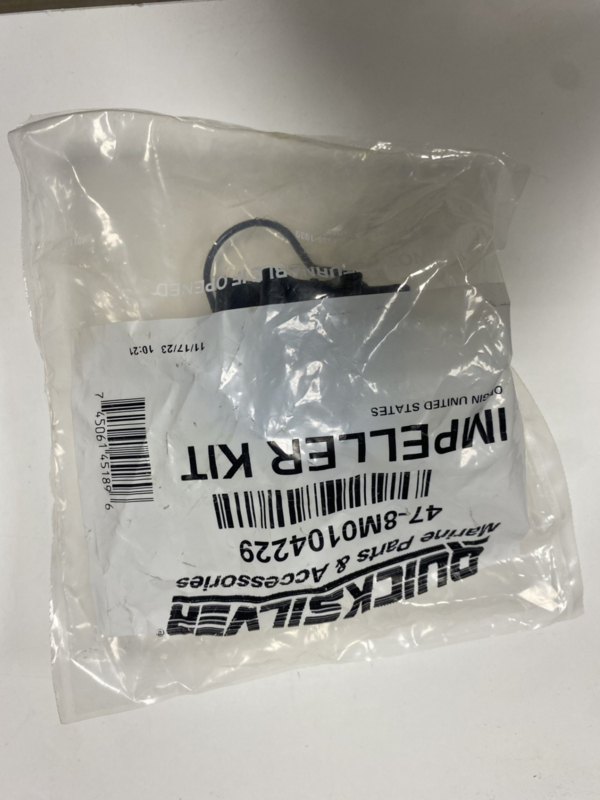 QUICKSILVER®
Marine Parts & Accessories
47-8M0104229
IMPELLER KIT
ORIGIN UNITED STATES
7 45061 45189 6
11/17/23 10:21
OPENED